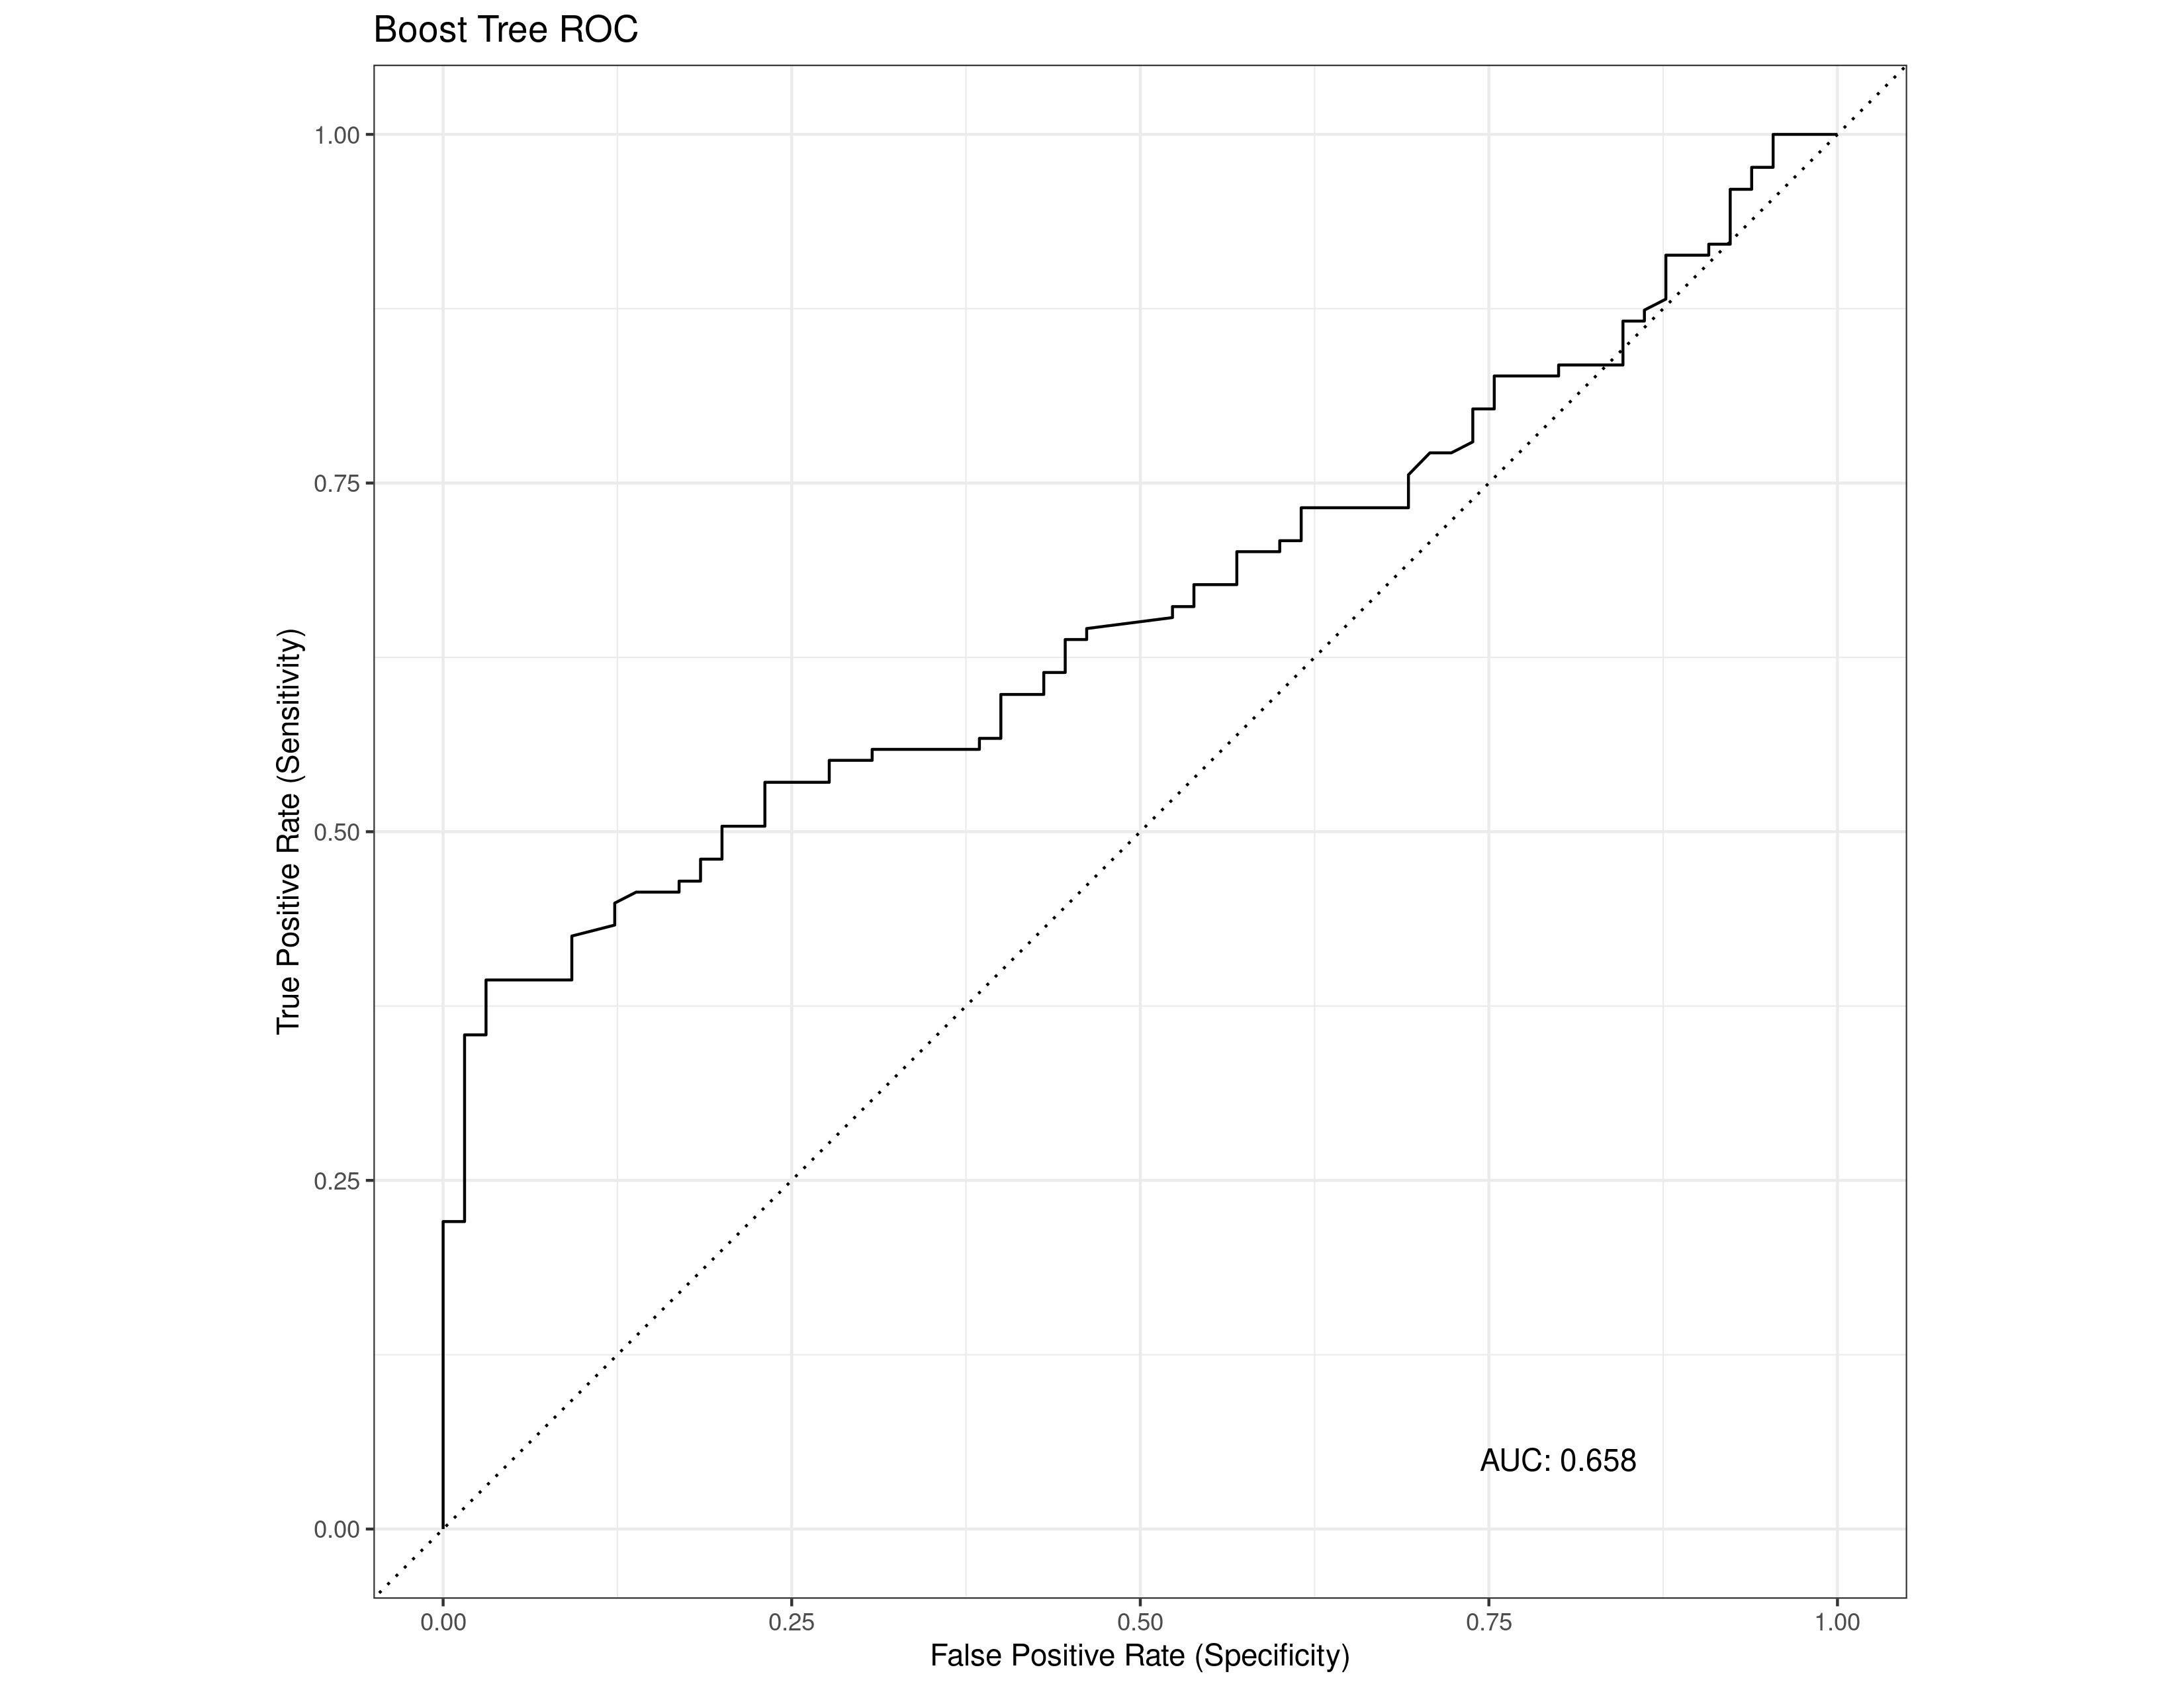 Boost Tree ROC
1.00
0.75
0.50
0.25
0.00
True Positive Rate (Sensitivity)
AUC: 0.658
0.00 0.25 0.50 0.75 1.00
False Positive Rate (Specificity)